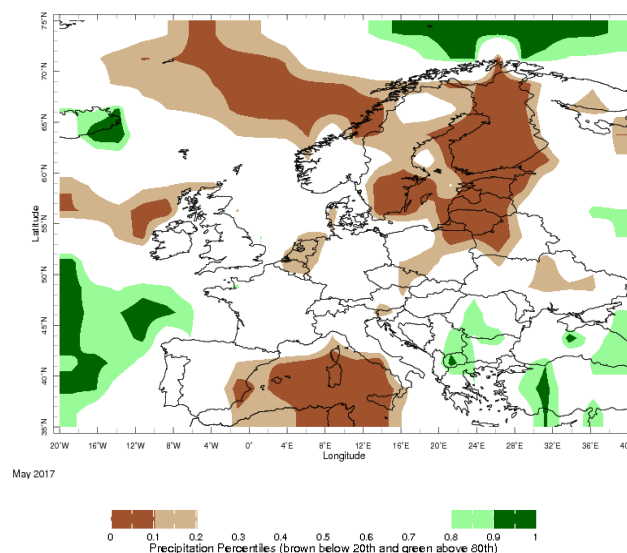 75°N
70°N
65°N
60°N
55°N
50°N
45°N
40°N
35°N
Latitude
20°W 16°W 12°W 8°W 4°W 0° 4°E 8°E 12°E 16°E 20°E 24°E 28°E 32°E 36°E 40
Longitude
May 2017
0 0.1 0.2 0.3 0.4 0.5 0.6 0.7 0.8 0.9 1
Precipitation Percentiles (brown below 20th and green above 80th)